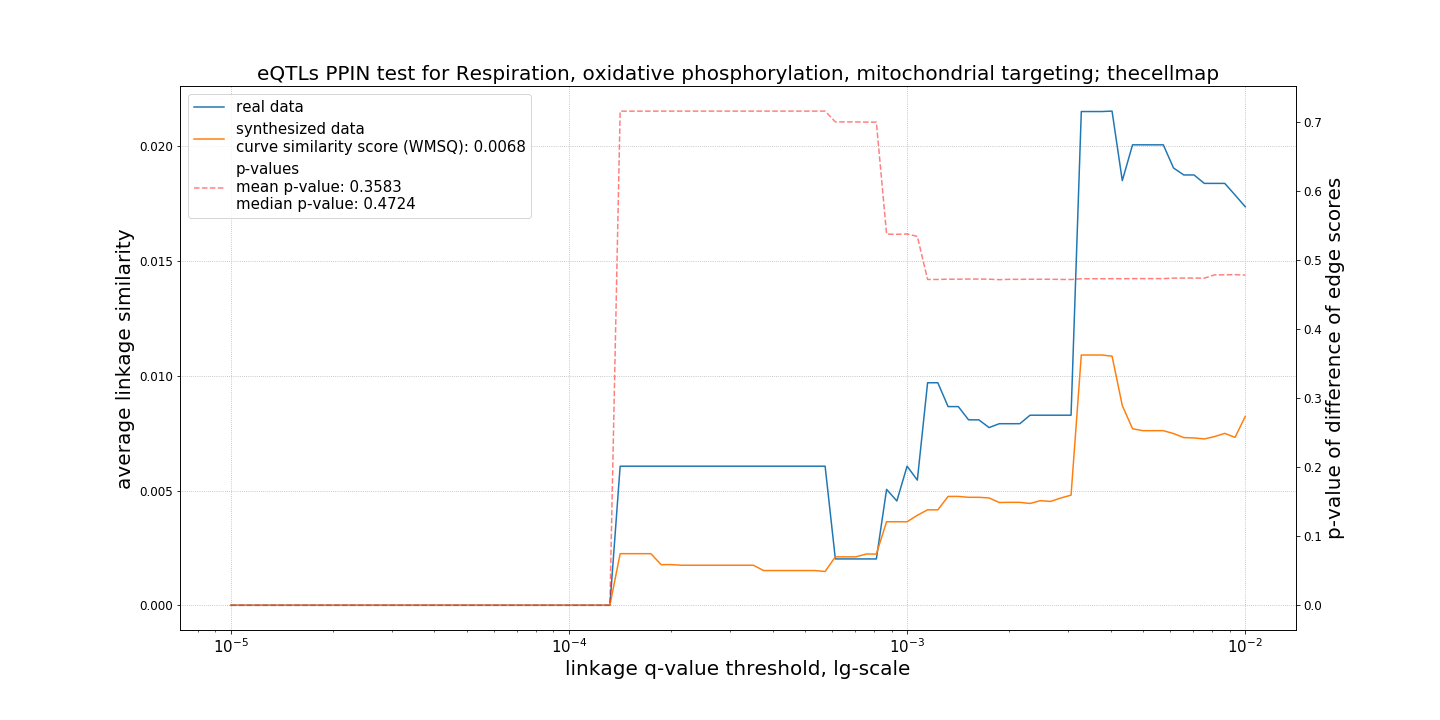 eQTLs PPIN test for Respiration, oxidative phosphorylation, mitochondrial targeting; thecellmap
real data
synthesized data
curve similarity score (WMSQ): 0.0068
p-values
mean p-value: 0.3583
median p-value: 0.4724
average linkage similarity
0.020
0.015
0.010
0.005
0.000
0.7
0.6
0.5
0.4
0.3
0.2
0.1
0.0
p-value of difference of edge scores
10⁻⁵
10⁻⁴
10⁻³
10⁻²
linkage q-value threshold, lg-scale